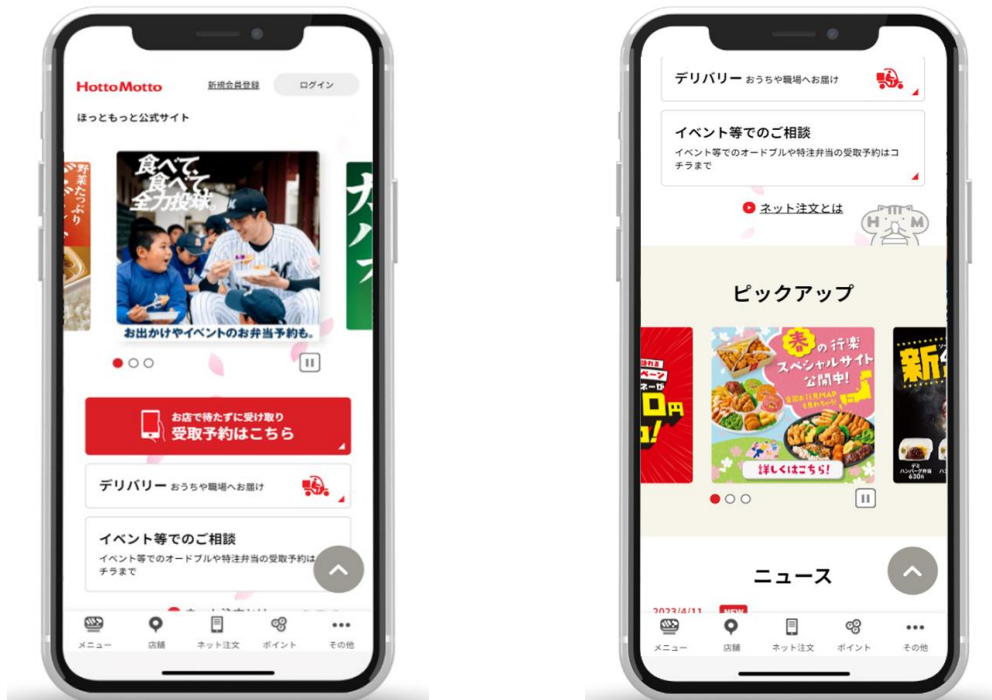 HottoMotto
新規会員登録
ログイン
ほっともっと公式サイト
野菜たっぷり
食べて、
食べて、
全力投球。
お出かけやイベントのお弁当予約も。
お店で待たずに受け取り
受取予約はこちら
デリバリー おうちや職場へお届け
イベント等でのご相談
イベント等でのオードブルや特注弁当の受取予約は
チラまで
メニュー
店舗
ネット注文
ポイント
その他
デリバリー おうちや職場へお届け
イベント等でのご相談
イベント等でのオードブルや特注弁当の受取予約はコ
チラまで
ネット注文とは
H M
ピックアップ
春の行楽
スペシャルサイト
公開中!
詳しくはこちら!
新
デミ
ハンバーグ弁当
630円
ニュース
2023/4/11 NEW
メニュー
店舗
ネット注文
ポイント
その他